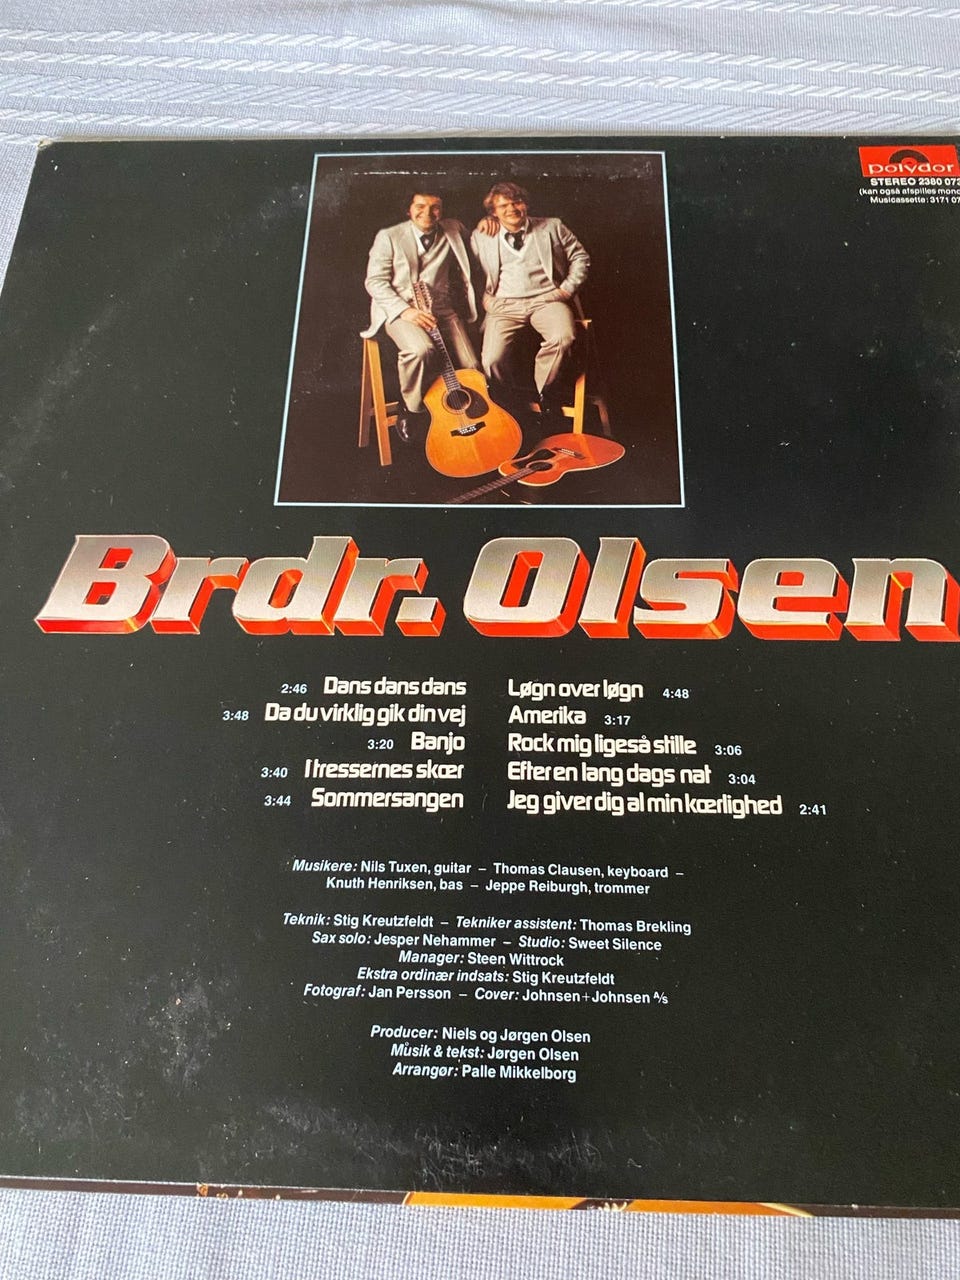 polydor
STEREO 2380 073
(kan også afspilles mono
Musicassette: 3171 07
Brdr. Olsen
2:46 Dans dans dans
3:48 Da du virklig gik din vej
3:20 Banjo
3:40 I tressernes skær
3:44 Sommersangen
Løgn over løgn 4:48
Amerika 3:17
Rock mig ligeså stille 3:06
Efter en lang dags nat 3:04
Jeg giver dig al min kærlighed 2:41
Musikere: Nils Tuxen, guitar – Thomas Clausen, keyboard –
Knuth Henriksen, bas – Jeppe Reiburgh, trommer
Teknik: Stig Kreutzfeldt – Tekniker assistent: Thomas Brekling
Sax solo: Jesper Nehammer – Studio: Sweet Silence
Manager: Steen Wittrock
Ekstra ordinær indsats: Stig Kreutzfeldt
Fotograf: Jan Persson – Cover: Johnsen+Johnsen A/s
Producer: Niels og Jørgen Olsen
Musik & tekst: Jørgen Olsen
Arrangør: Palle Mikkelborg